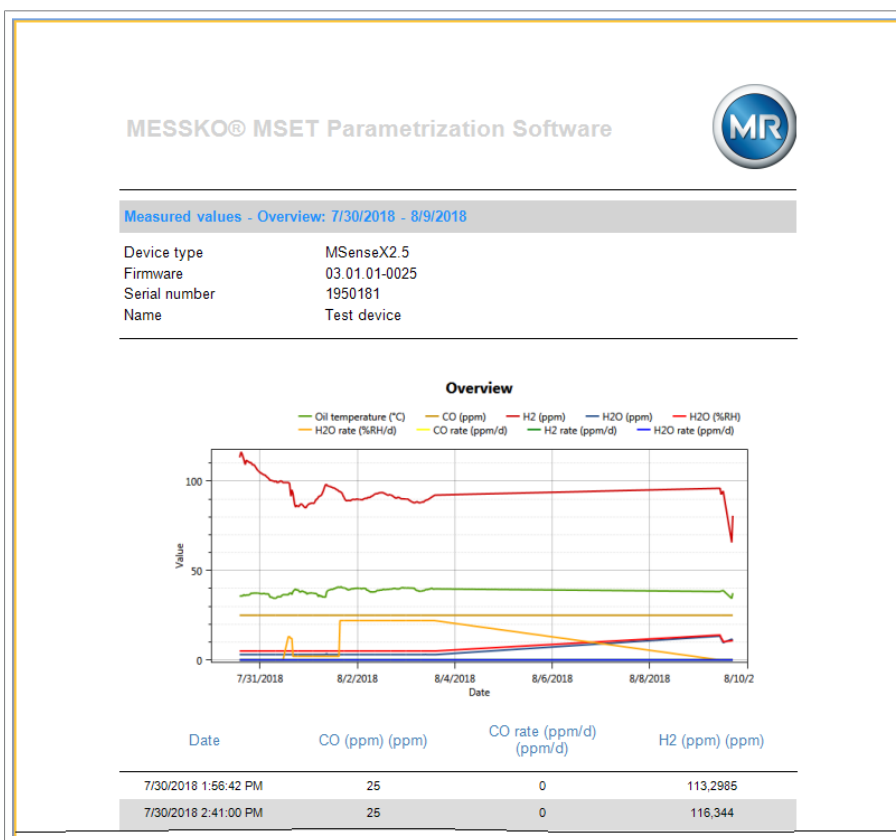 MESSKO® MSET Parametrization Software
MR
Measured values - Overview: 7/30/2018 - 8/9/2018
Device type MSenseX2.5
Firmware 03.01.01-0025
Serial number 1950181
Name Test device
Overview
Oil temperature (°C) CO (ppm) H2 (ppm) H2O (ppm) H2O (%RH)
H2O rate (%RH/d) CO rate (ppm/d) H2 rate (ppm/d) H2O rate (ppm/d)
100
50
0
Value
7/31/2018 8/2/2018 8/4/2018 8/6/2018 8/8/2018 8/10/2
Date
Date CO (ppm) (ppm) CO rate (ppm/d) (ppm/d) H2 (ppm) (ppm)
7/30/2018 1:56:42 PM 25 0 113,2985
7/30/2018 2:41:00 PM 25 0 116,344